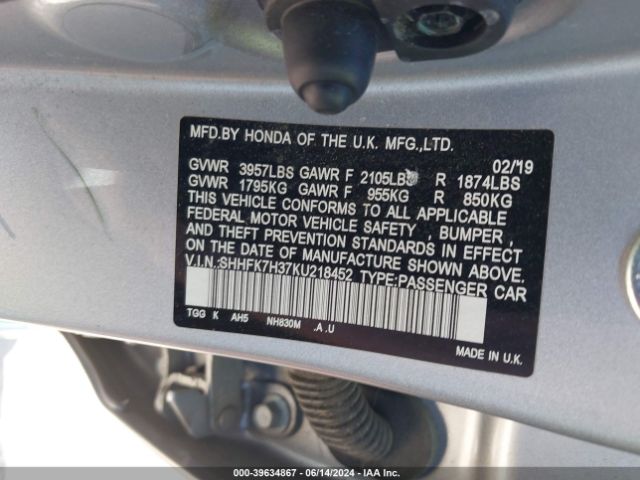 MFD.BY HONDA OF THE U.K. MFG.,LTD.
02/19
GVWR 3957LBS GAWR F 2105LBS R 1874LBS
GVWR 1795KG GAWR F 955KG R 850KG
THIS VEHICLE CONFORMS TO ALL APPLICABLE
FEDERAL MOTOR VEHICLE SAFETY , BUMPER ,
AND THEFT PREVENTION STANDARDS IN EFFECT
ON THE DATE OF MANUFACTURE SHOWN ABOVE.
V.I.N.:SHHFK7H37KU218452 TYPE:PASSENGER CAR
TGG K AH5 NH830M .A .U
MADE IN U.K.
000-39634867 - 06/14/2024 - IAA Inc.